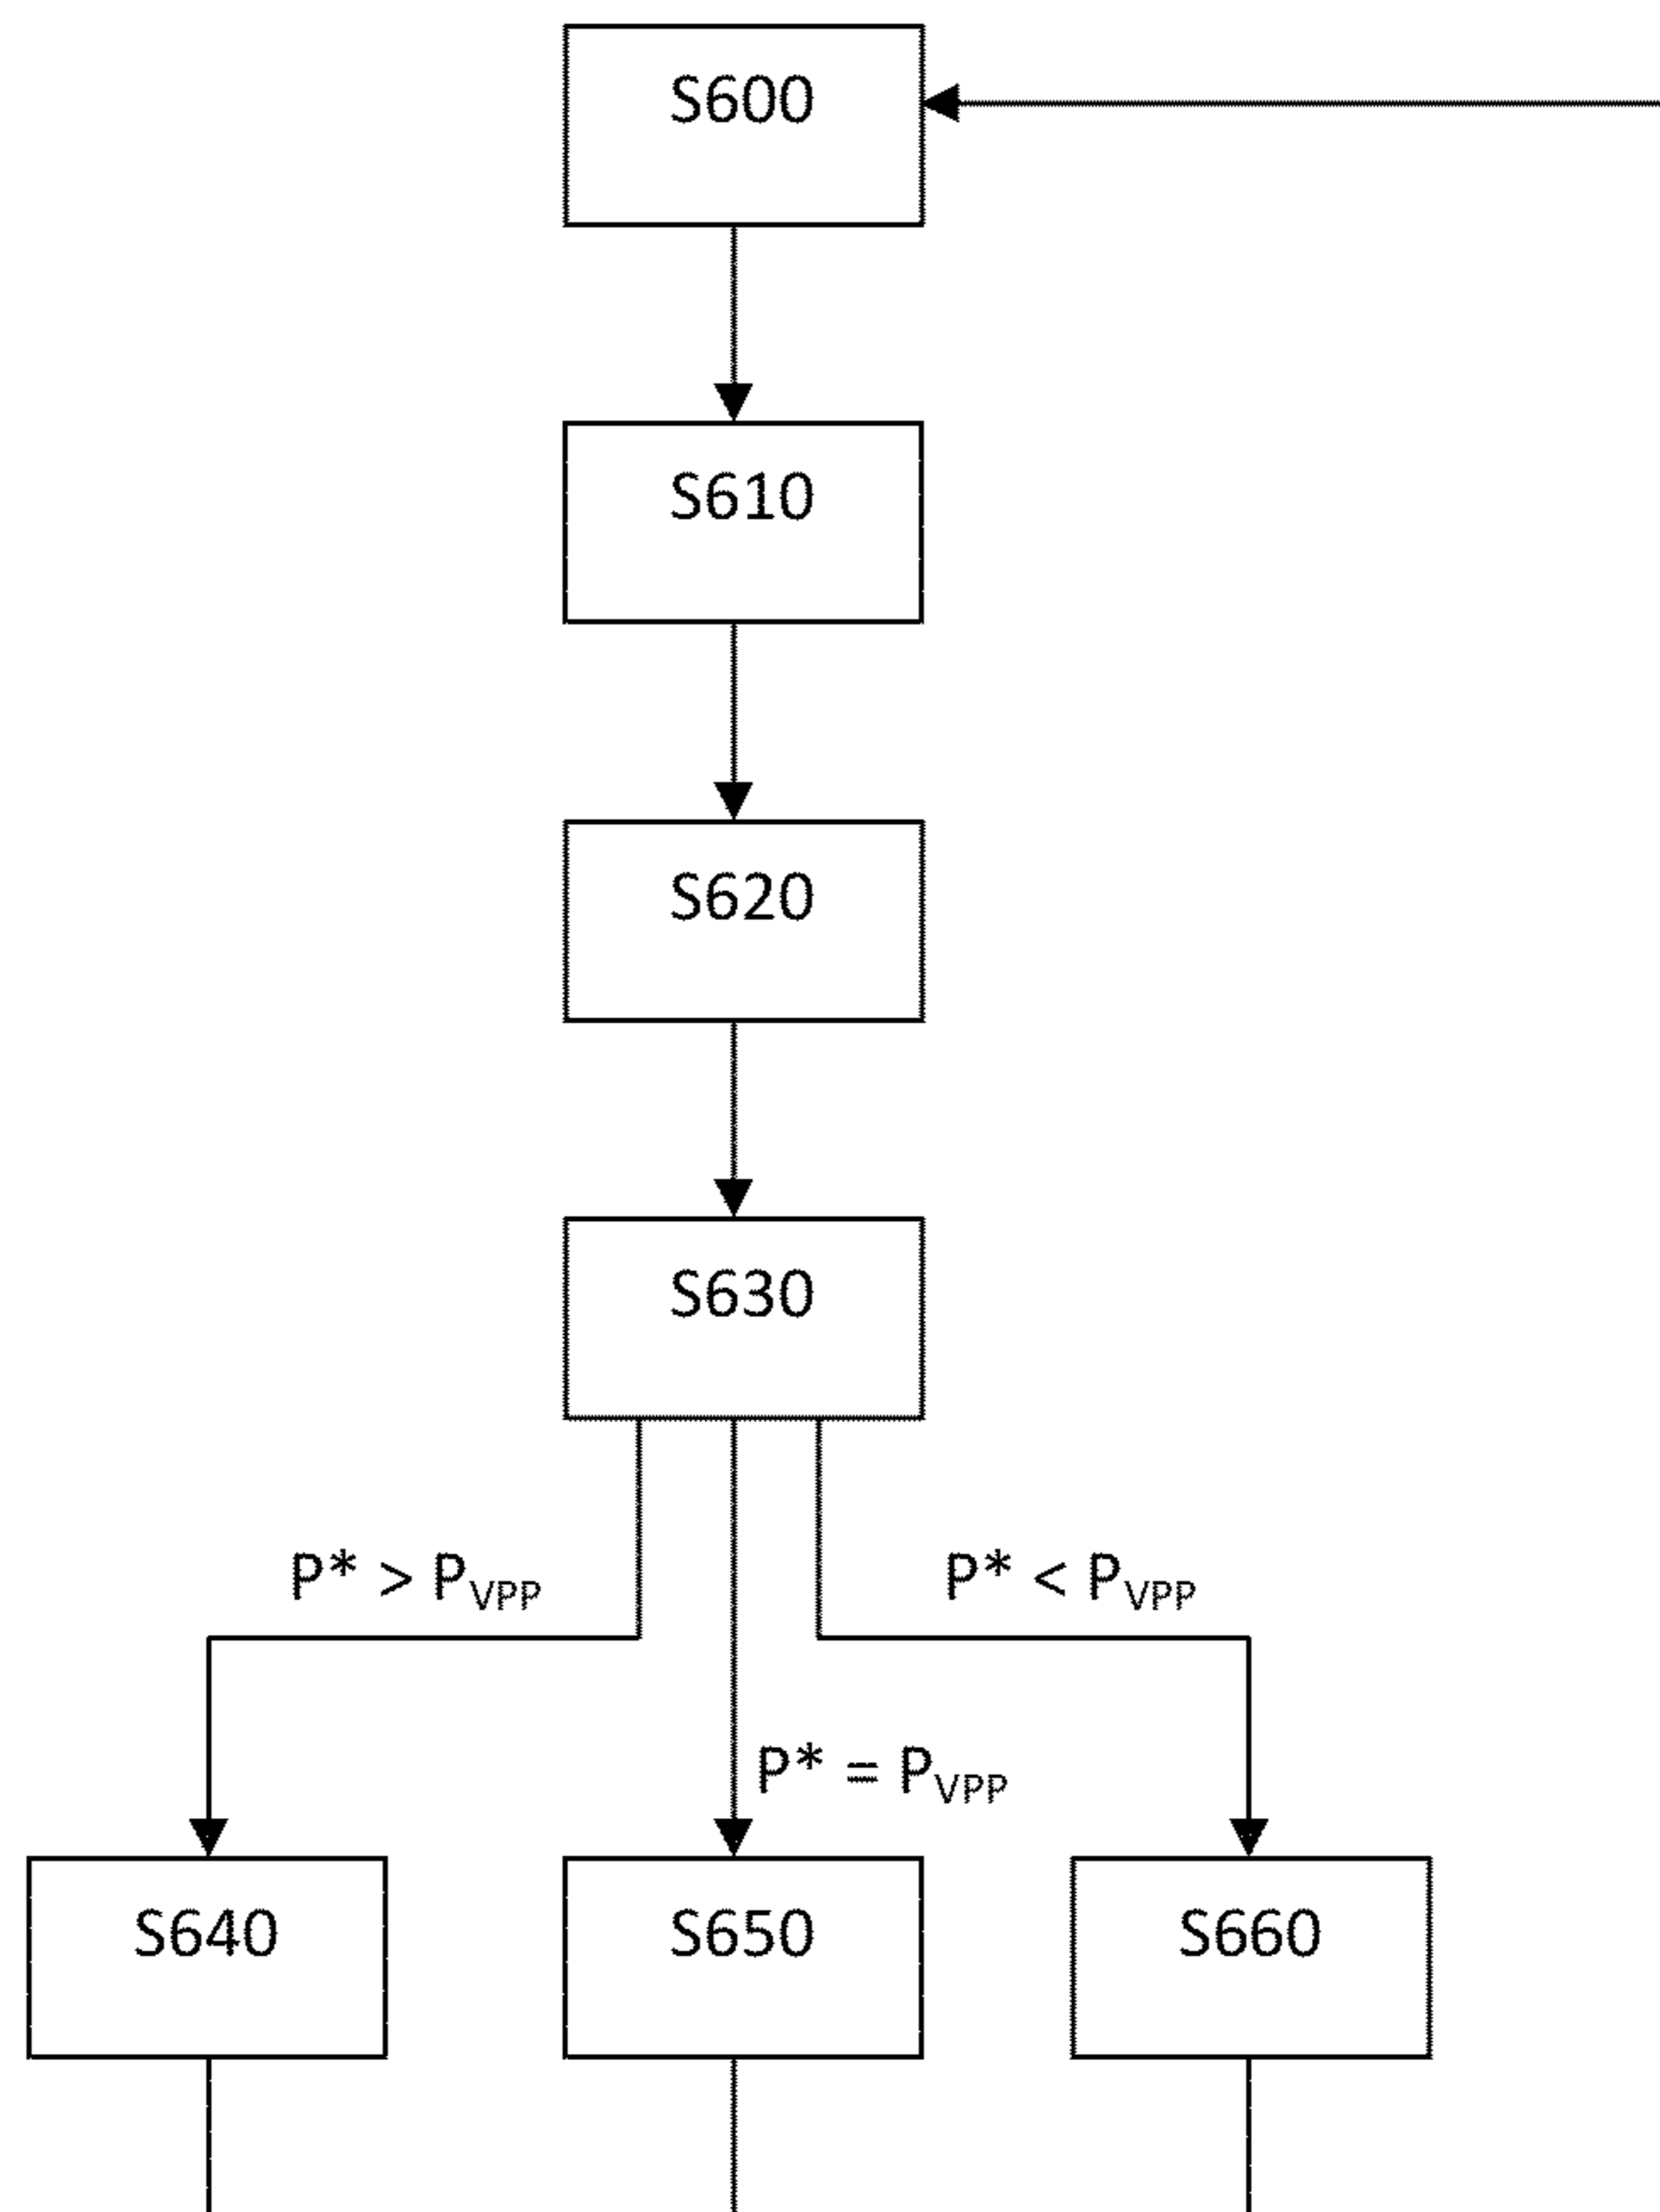 S600
S610
S620
S630
P* > PVPP
P* < PVPP
P* = PVPP
S640
S650
S660